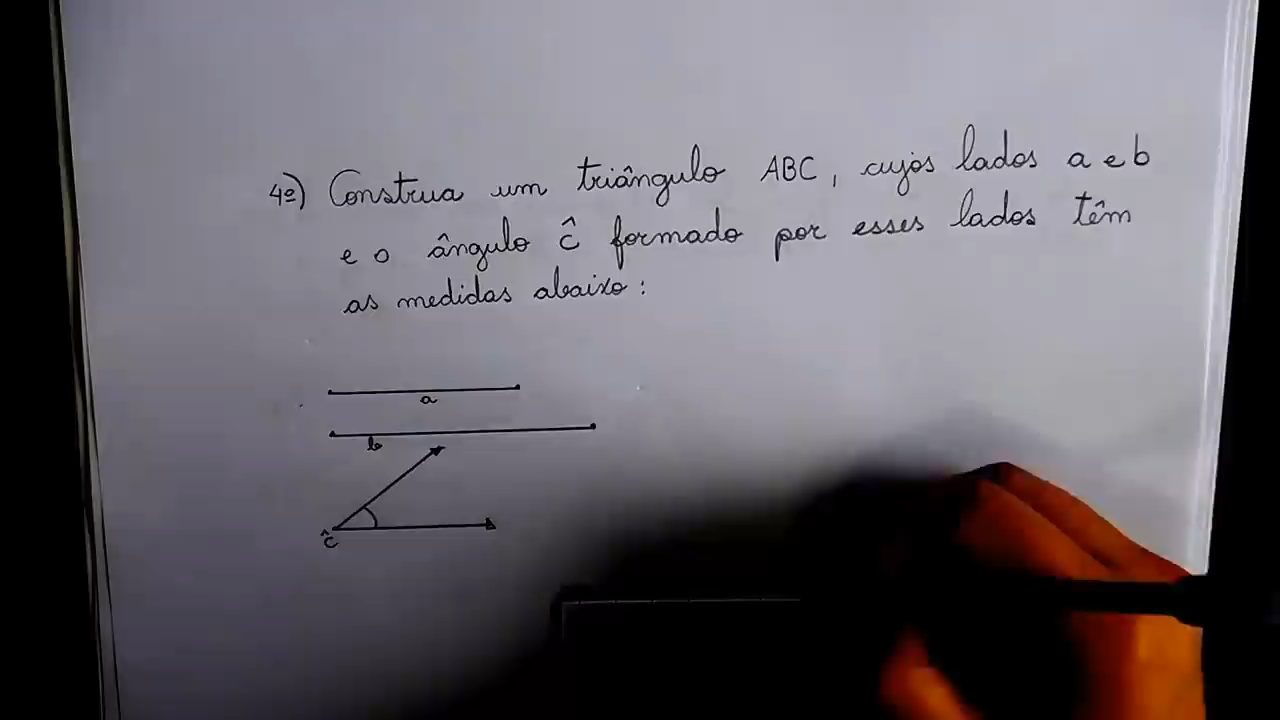 4º) Construa um triângulo ABC, cujos lados a e b
e o ângulo ĉ formado por esses lados têm
as medidas abaixo:
a
b
ĉ